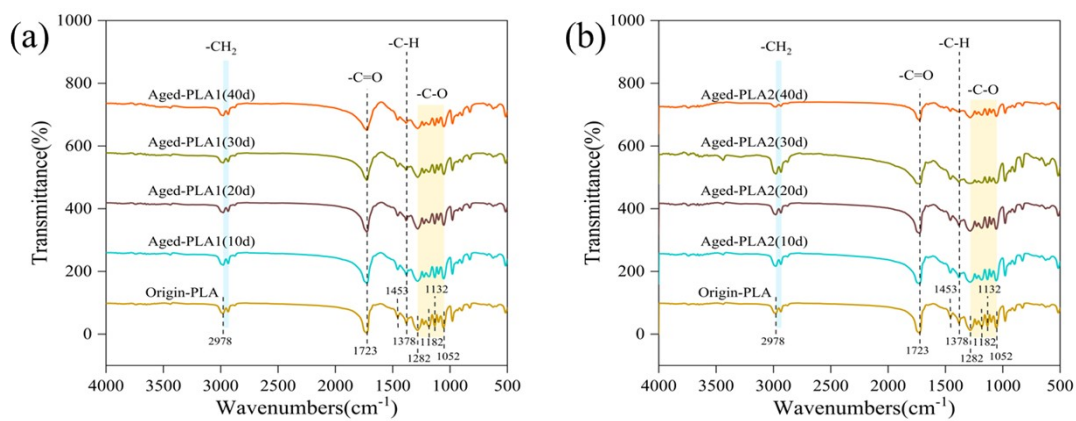 (a)
1000
800
600
400
200
0
Transmittance(%)
-CH2
-C=O
-C-H
-C-O
Aged-PLA1(40d)
Aged-PLA1(30d)
Aged-PLA1(20d)
Aged-PLA1(10d)
Origin-PLA
1453
1132
2978
1723
1378
1182
1282
1052
4000 3500 3000 2500 2000 1500 1000 500
Wavenumbers(cm-1)
(b)
1000
800
600
400
200
0
Transmittance(%)
-CH2
-C=O
-C-H
-C-O
Aged-PLA2(40d)
Aged-PLA2(30d)
Aged-PLA2(20d)
Aged-PLA2(10d)
Origin-PLA
1453
1132
2978
1723
1378
1182
1282
1052
4000 3500 3000 2500 2000 1500 1000 500
Wavenumbers(cm-1)